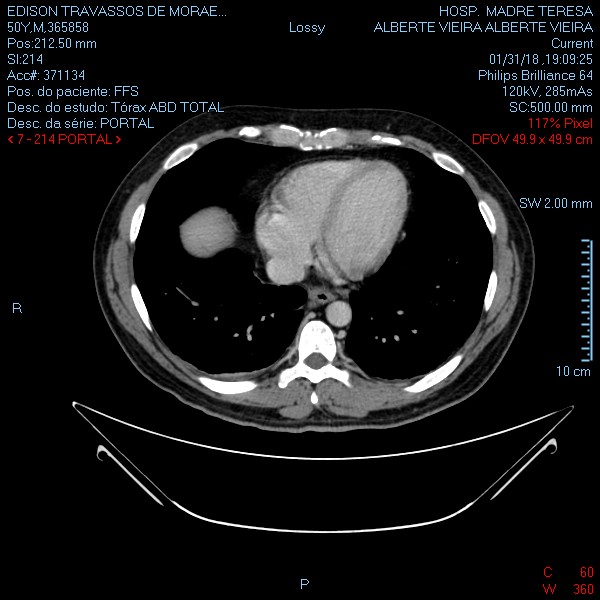 EDISON TRAVASSOS DE MORAE...
50Y,M,365858
Pos:212.50 mm
SI:214
Acc#: 371134
Pos. do paciente: FFS
Desc. do estudo: Tórax ABD TOTAL
Desc. da série: PORTAL
< 7 - 214 PORTAL >
Lossy
HOSP. MADRE TERESA
ALBERTE VIEIRA ALBERTE VIEIRA
Current
01/31/18 ,19:09:25
Philips Brilliance 64
120kV, 285mAs
SC:500.00 mm
117% Pixel
DFOV 49.9 x 49.9 cm
SW 2.00 mm
R
10 cm
P
C 60
W 360